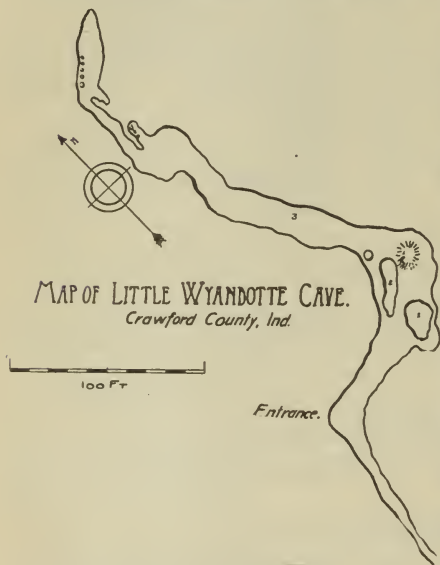 n
3
2
1
MAP OF LITTLE WYANDOTTE CAVE.
Crawford County, Ind.
100 FT
Entrance.